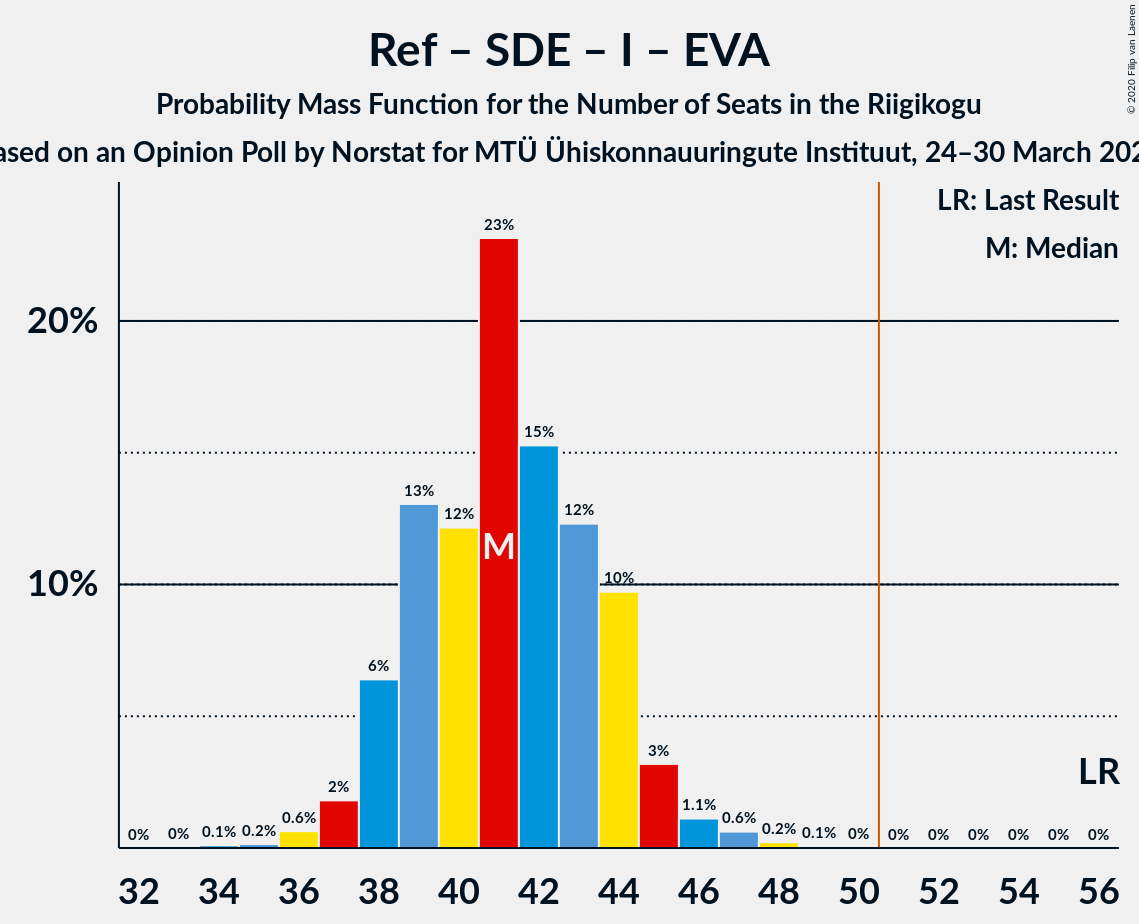 Ref – SDE – I – EVA
Probability Mass Function for the Number of Seats in the Riigikogu
ased on an Opinion Poll by Norstat for MTÜ Ühiskonnauuringute Instituut, 24–30 March 202
© 2020 Filip van Laenen
LR: Last Result
M: Median
20%
10%
0% 0% 0.1% 0.2% 0.6% 2% 6% 13% 12% 23% 15% 12% 10% 3% 1.1% 0.6% 0.2% 0.1% 0% 0% 0% 0% 0% 0% 0%
M
LR
32 34 36 38 40 42 44 46 48 50 52 54 56